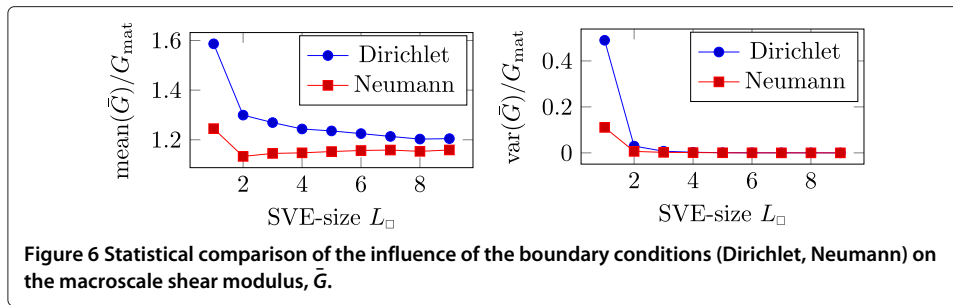 mean(Ḡ)/G_mat
1.6
1.4
1.2
2 4 6 8
SVE-size L□
Dirichlet
Neumann
var(Ḡ)/G_mat
0.4
0.2
0
2 4 6 8
SVE-size L□
Dirichlet
Neumann
Figure 6 Statistical comparison of the influence of the boundary conditions (Dirichlet, Neumann) on
the macroscale shear modulus, Ḡ.